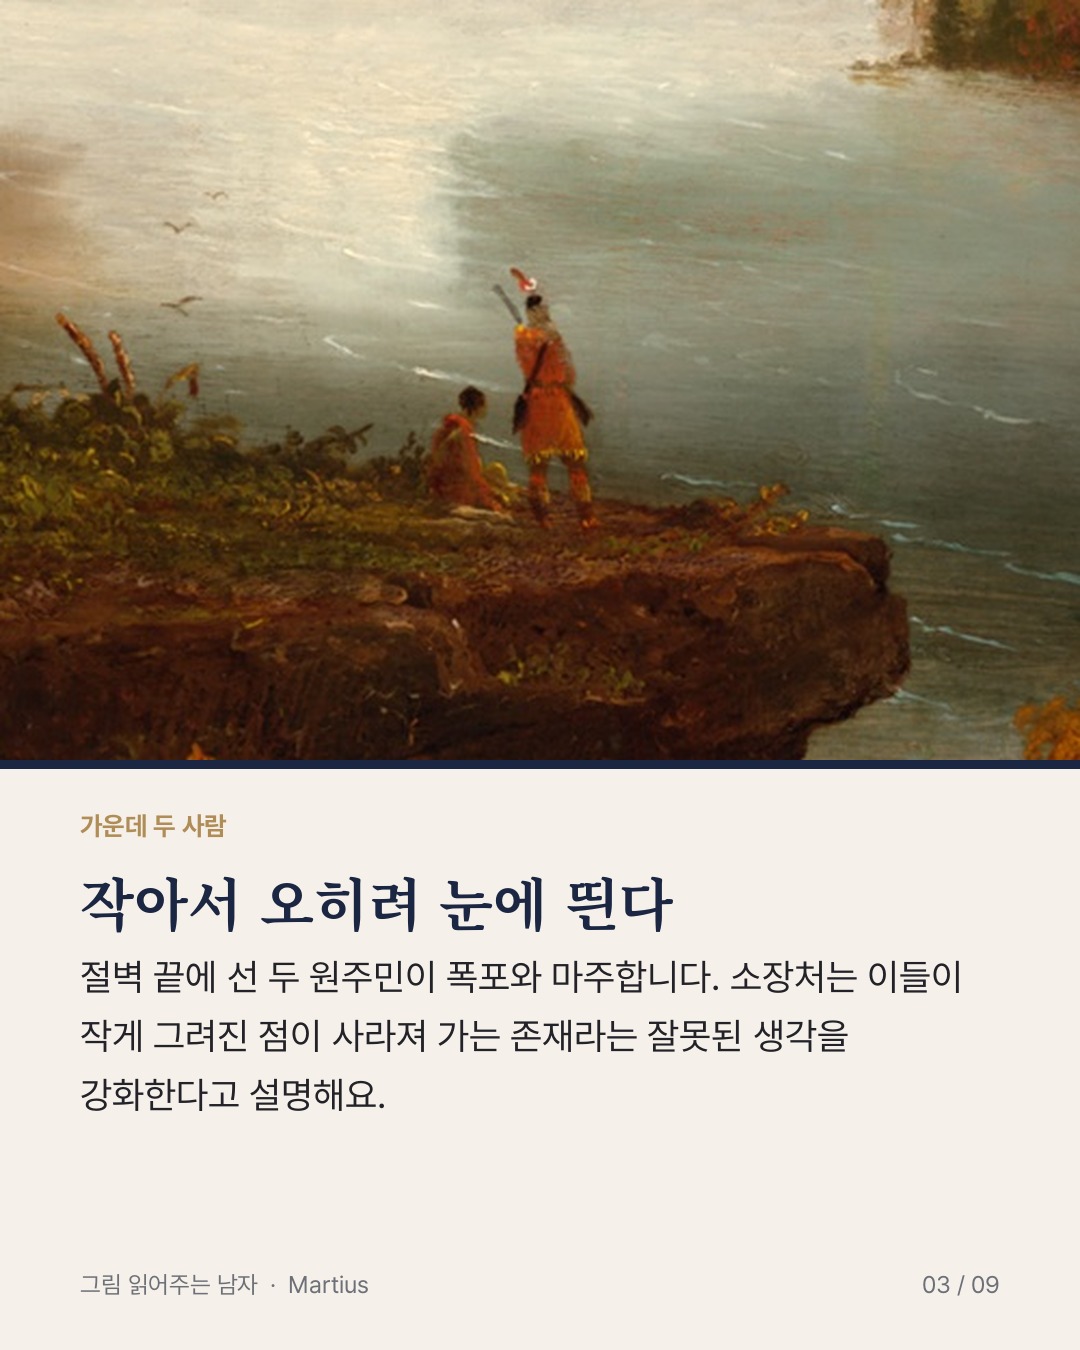 가운데 두 사람
작아서 오히려 눈에 띈다
절벽 끝에 선 두 원주민이 폭포와 마주합니다. 소장처는 이들이
작게 그려진 점이 사라져 가는 존재라는 잘못된 생각을
강화한다고 설명해요.
그림 읽어주는 남자 · Martius
03 / 09